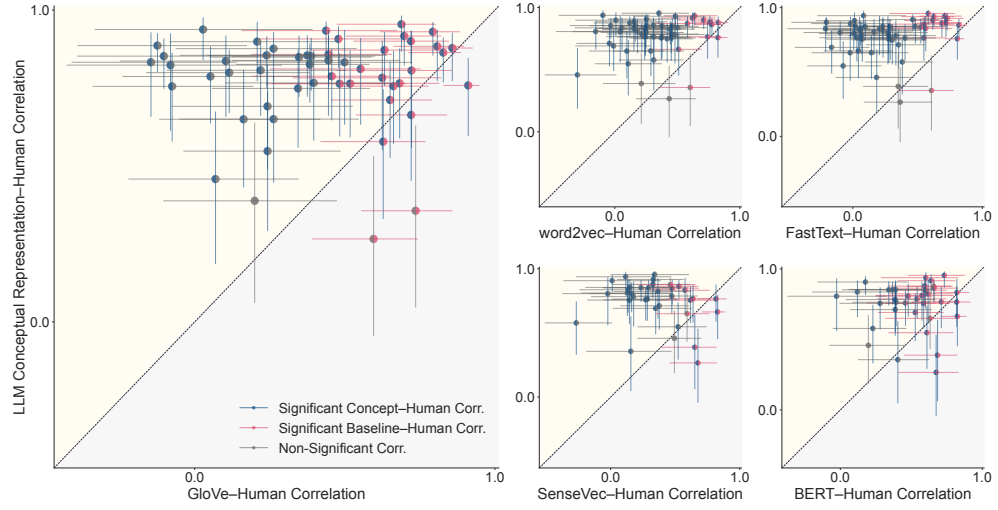 1.0
0.0
LLM Conceptual Representation–Human Correlation
Significant Concept–Human Corr.
Significant Baseline–Human Corr.
Non-Significant Corr.
0.0
1.0
GloVe–Human Correlation
1.0
0.0
0.0
1.0
word2vec–Human Correlation
1.0
0.0
0.0
1.0
FastText–Human Correlation
1.0
0.0
0.0
1.0
SenseVec–Human Correlation
1.0
0.0
0.0
1.0
BERT–Human Correlation